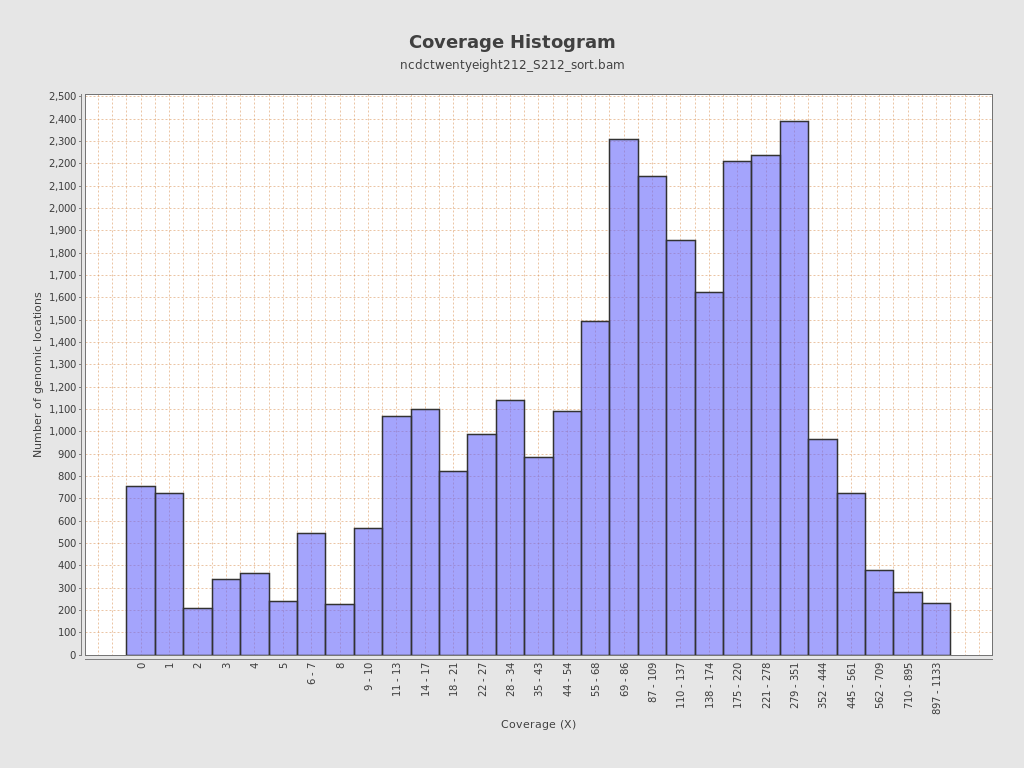 Coverage Histogram
ncdctwentyeight212_S212_sort.bam
Number of genomic locations
2,500
2,400
2,300
2,200
2,100
2,000
1,900
1,800
1,700
1,600
1,500
1,400
1,300
1,200
1,100
1,000
900
800
700
600
500
400
300
200
100
0
0
1
2
3
4
5
6 - 7
8
9 - 10
11 - 13
14 - 17
18 - 21
22 - 27
28 - 34
35 - 43
44 - 54
55 - 68
69 - 86
87 - 109
110 - 137
138 - 174
175 - 220
221 - 278
279 - 351
352 - 444
445 - 561
562 - 709
710 - 895
897 - 1133
Coverage (X)